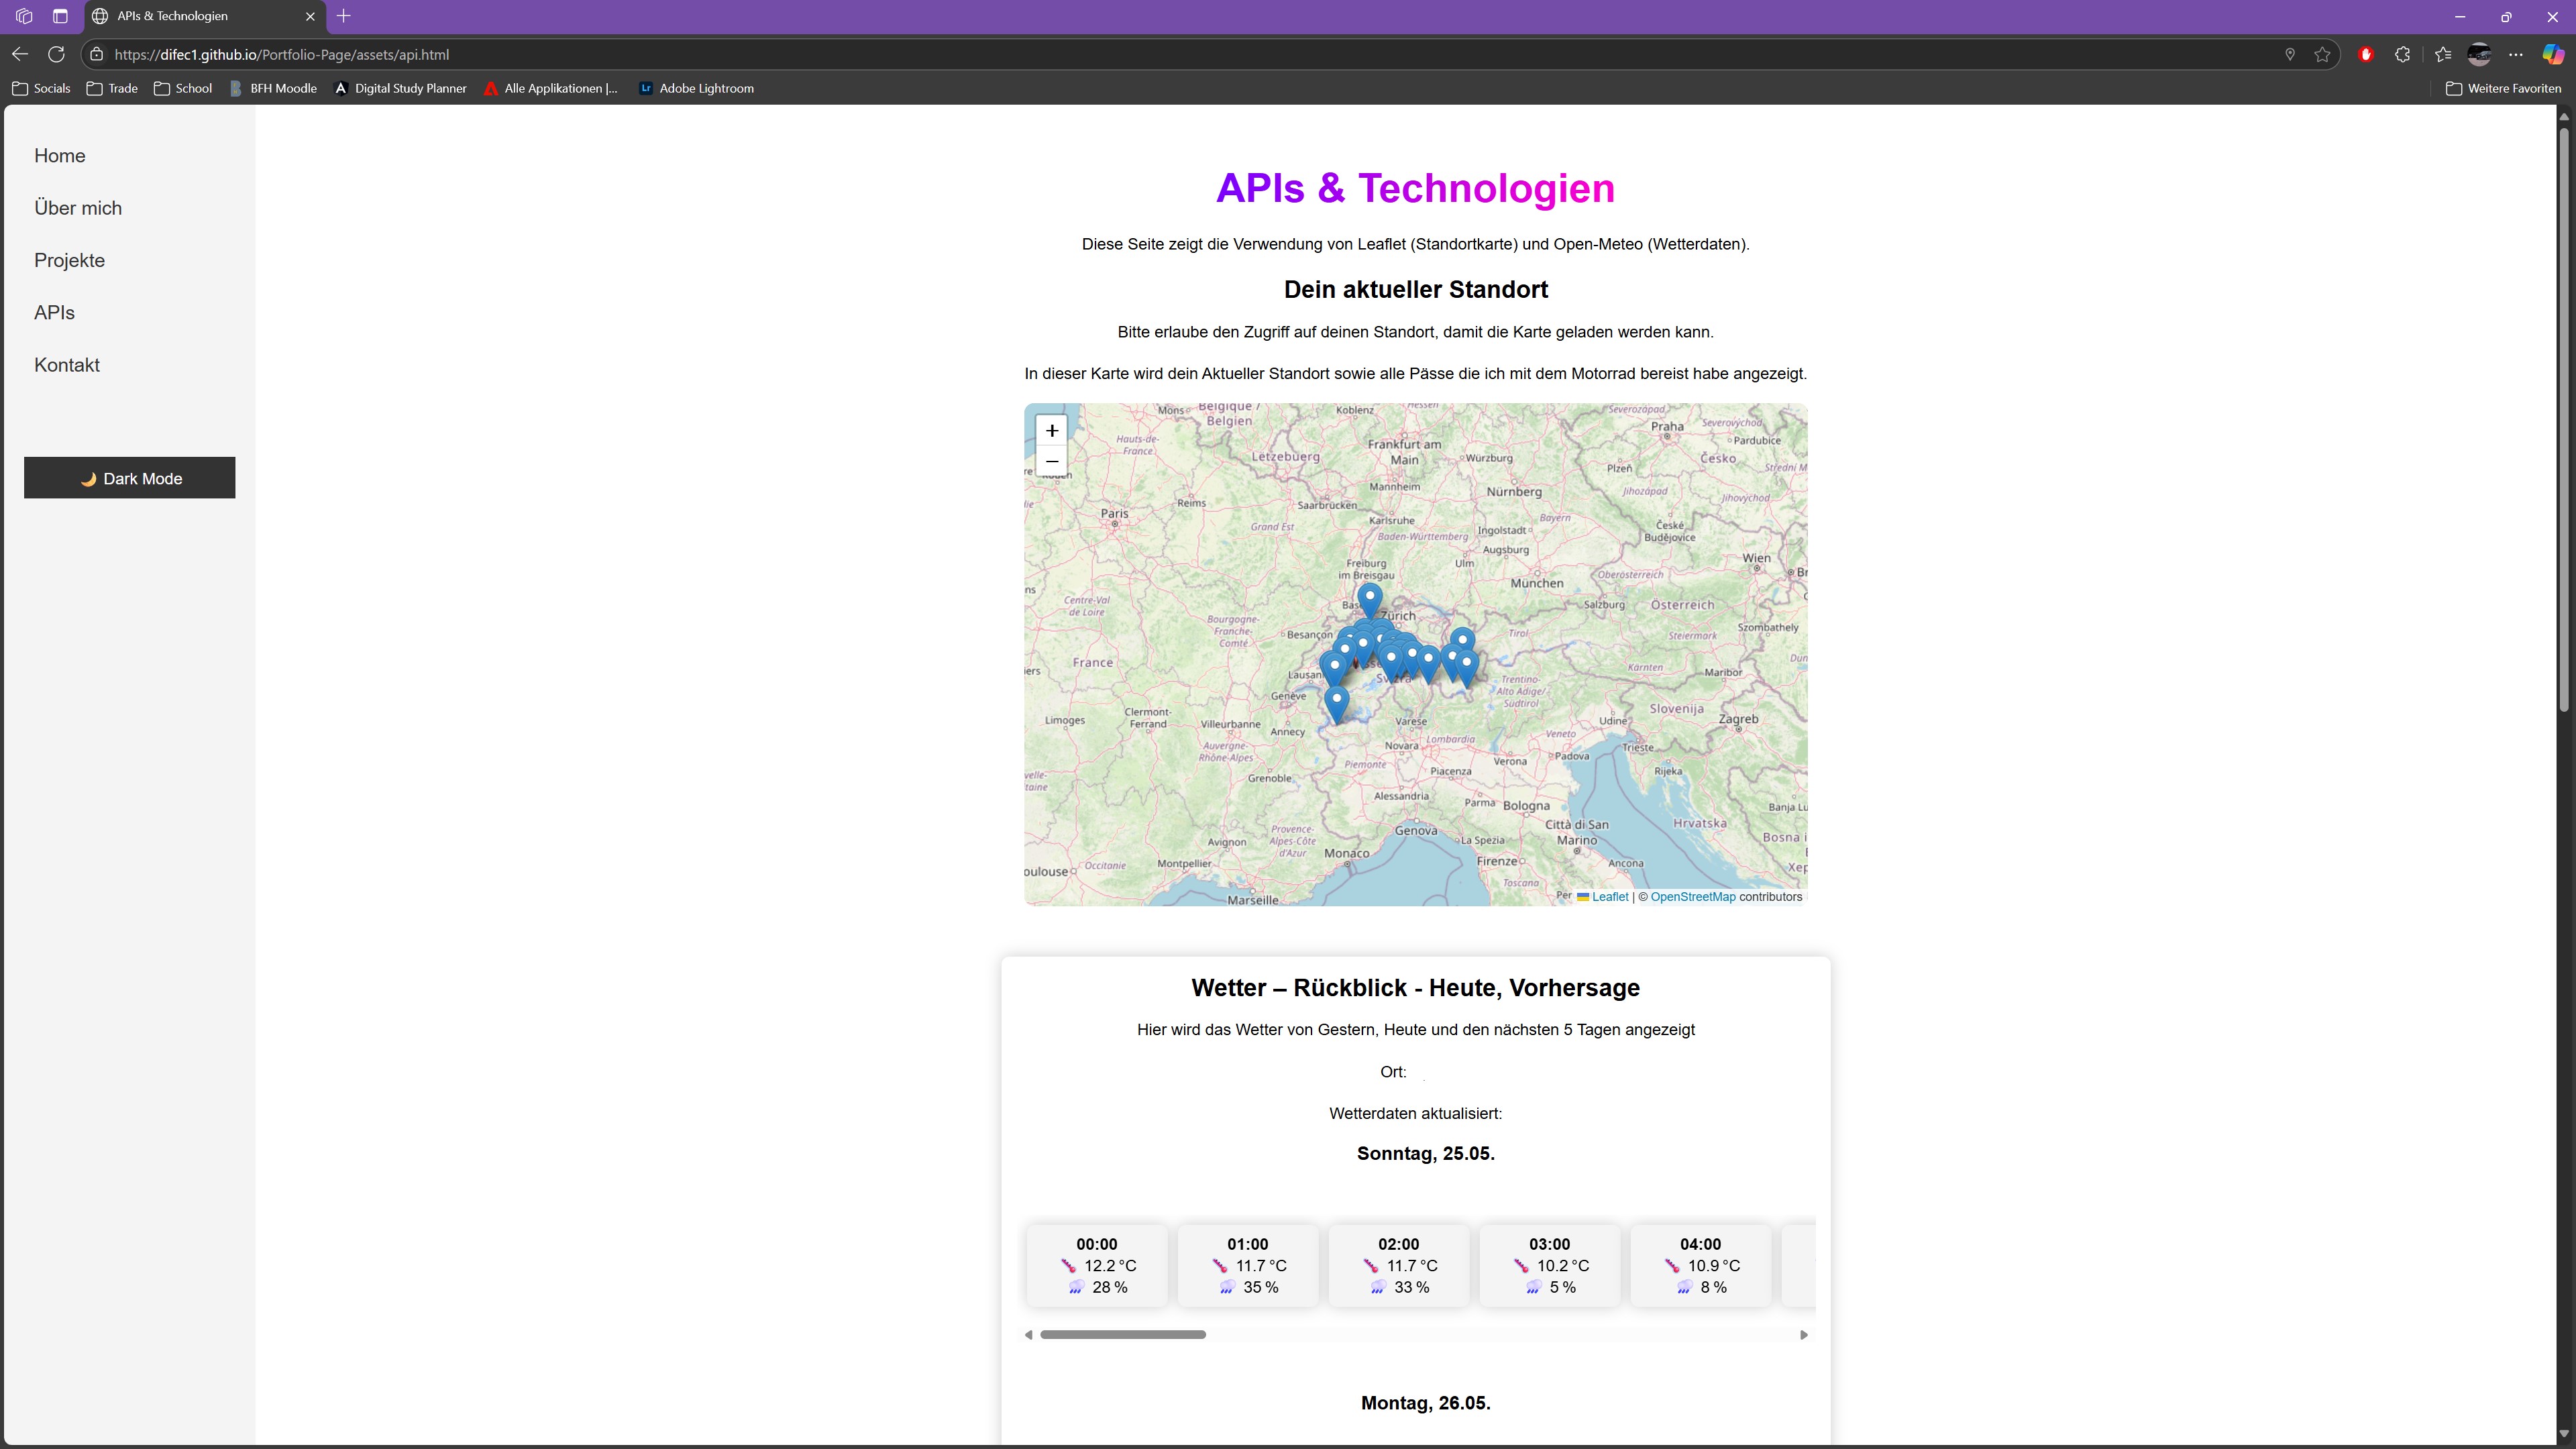 APIs & Technologien
https://difec1.github.io/Portfolio-Page/assets/api.html
Socials
Trade
School
BFH Moodle
Digital Study Planner
Alle Applikationen |...
Adobe Lightroom
Weitere Favoriten
Home
Über mich
Projekte
APIs
Kontakt
🌙 Dark Mode
APIs & Technologien
Diese Seite zeigt die Verwendung von Leaflet (Standortkarte) und Open-Meteo (Wetterdaten).
Dein aktueller Standort
Bitte erlaube den Zugriff auf deinen Standort, damit die Karte geladen werden kann.
In dieser Karte wird dein Aktueller Standort sowie alle Pässe die ich mit dem Motorrad bereist habe angezeigt.
+
−
Mons
Belgique /
Belgien
Koblenz
Hessen
Severozápad
Praha
Severovýchod
Pardubice
Hauts-de-
France
Frankfurt am
Main
Letzebuerg
Würzburg
Plzeň
Česko
Střední M
Mannheim
Nürnberg
Jihozápad
Jihovýchod
Reims
Saarbrücken
Paris
Karlsruhe
Grand Est
Baden-Württemberg
Ingolstadt
Bayern
České
Budějovice
Augsburg
Wien
Freiburg
im Breisgau
Ulm
München
Oberösterreich
Centre-Val
de Loire
Zürich
Salzburg
Österreich
Bourgogne-
Franche-
Comté
Besançon
Tirol
Steiermark
Szombathely
France
Kärnten
Maribor
Genève
Trentino-
Alto Adige/
Südtirol
Slovenija
Zagreb
Limoges
Clermont-
Ferrand
Villeurbanne
Annecy
Varese
Udine
Auvergne-
Rhône-Alpes
Lombardia
Novara
Veneto
Padova
Trieste
Verona
Piemonte
Piacenza
Rijeka
Grenoble
Alessandria
Parma
Bologna
Banja Lu
Genova
Città di San
Marino
Hrvatska
Bosna i
Avignon
Provence-
Alpes-Côte
d'Azur
Monaco
La Spezia
Firenze
Ancona
Occitanie
Montpellier
oulouse
Toscana
Marseille
Leaflet | © OpenStreetMap contributors
Wetter – Rückblick - Heute, Vorhersage
Hier wird das Wetter von Gestern, Heute und den nächsten 5 Tagen angezeigt
Ort:
Wetterdaten aktualisiert:
Sonntag, 25.05.
00:00
12.2 °C
28 %
01:00
11.7 °C
35 %
02:00
11.7 °C
33 %
03:00
10.2 °C
5 %
04:00
10.9 °C
8 %
Montag, 26.05.